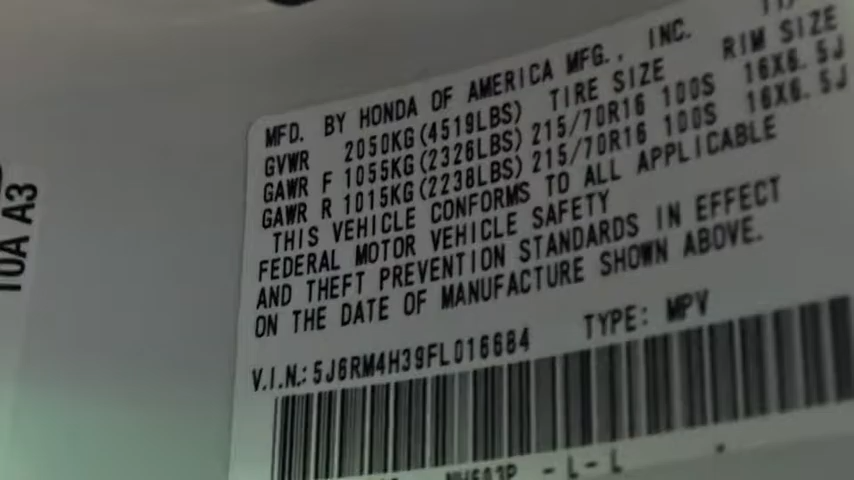 MFD. BY HONDA OF AMERICA MFG., INC.
GVWR 2050KG(4519LBS) TIRE SIZE RIM SIZE
GAWR F 1055KG(2326LBS) 215/70R16 100S 16X6.5J
GAWR R 1015KG(2238LBS) 215/70R16 100S 16X6.5J
THIS VEHICLE CONFORMS TO ALL APPLICABLE
FEDERAL MOTOR VEHICLE SAFETY
AND THEFT PREVENTION STANDARDS IN EFFECT
ON THE DATE OF MANUFACTURE SHOWN ABOVE.
V.I.N.: 5J6RM4H39FL016684 TYPE: MPV
- L - L
A3